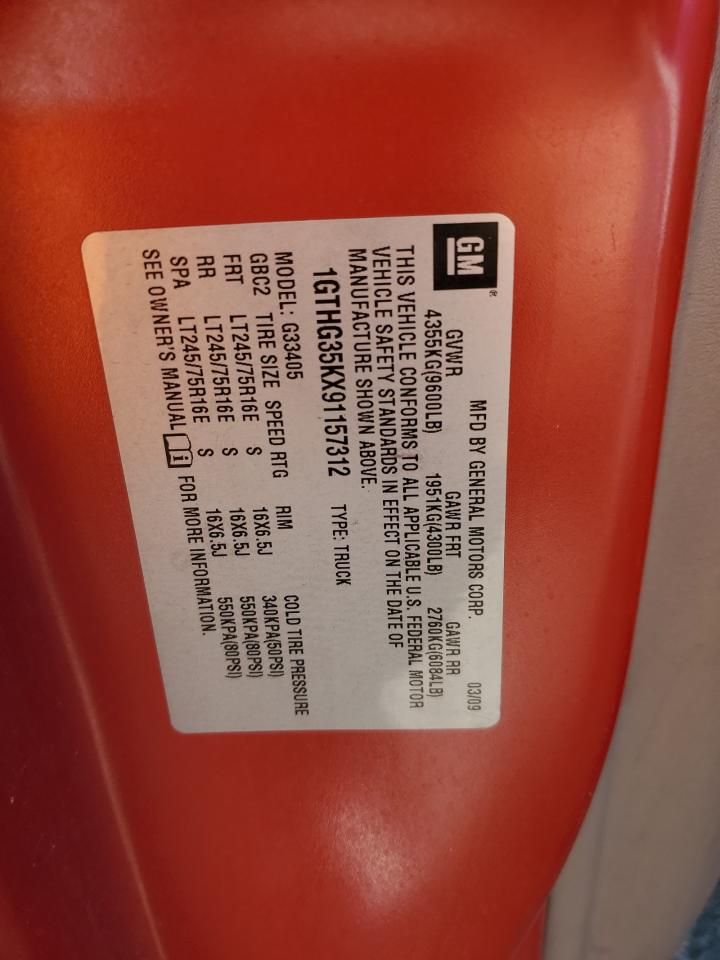 GM ®
MFD BY GENERAL MOTORS CORP. 03/09
GVWR GAWR FRT GAWR RR
4355KG(9600LB) 1951KG(4300LB) 2760KG(6084LB)
THIS VEHICLE CONFORMS TO ALL APPLICABLE U.S. FEDERAL MOTOR
VEHICLE SAFETY STANDARDS IN EFFECT ON THE DATE OF
MANUFACTURE SHOWN ABOVE.
1GTHG35KX91157312 TYPE: TRUCK
MODEL: G33405
GBC2 TIRE SIZE SPEED RTG RIM COLD TIRE PRESSURE
FRT LT245/75R16E S 16X6.5J 340KPA(50PSI)
RR LT245/75R16E S 16X6.5J 550KPA(80PSI)
SPA LT245/75R16E S 16X6.5J 550KPA(80PSI)
SEE OWNER'S MANUAL i FOR MORE INFORMATION.